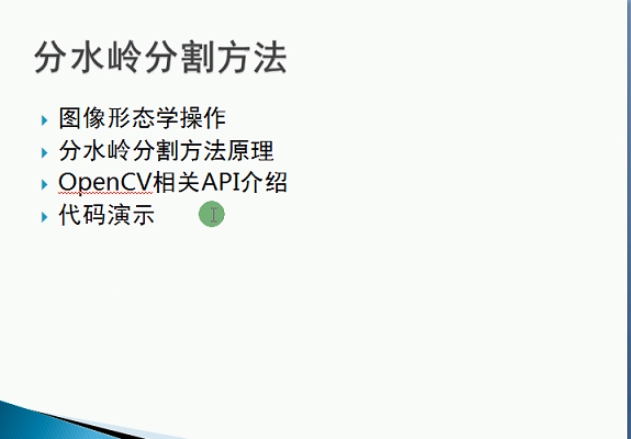 分水岭分割方法
图像形态学操作
分水岭分割方法原理
OpenCV相关API介绍
代码演示